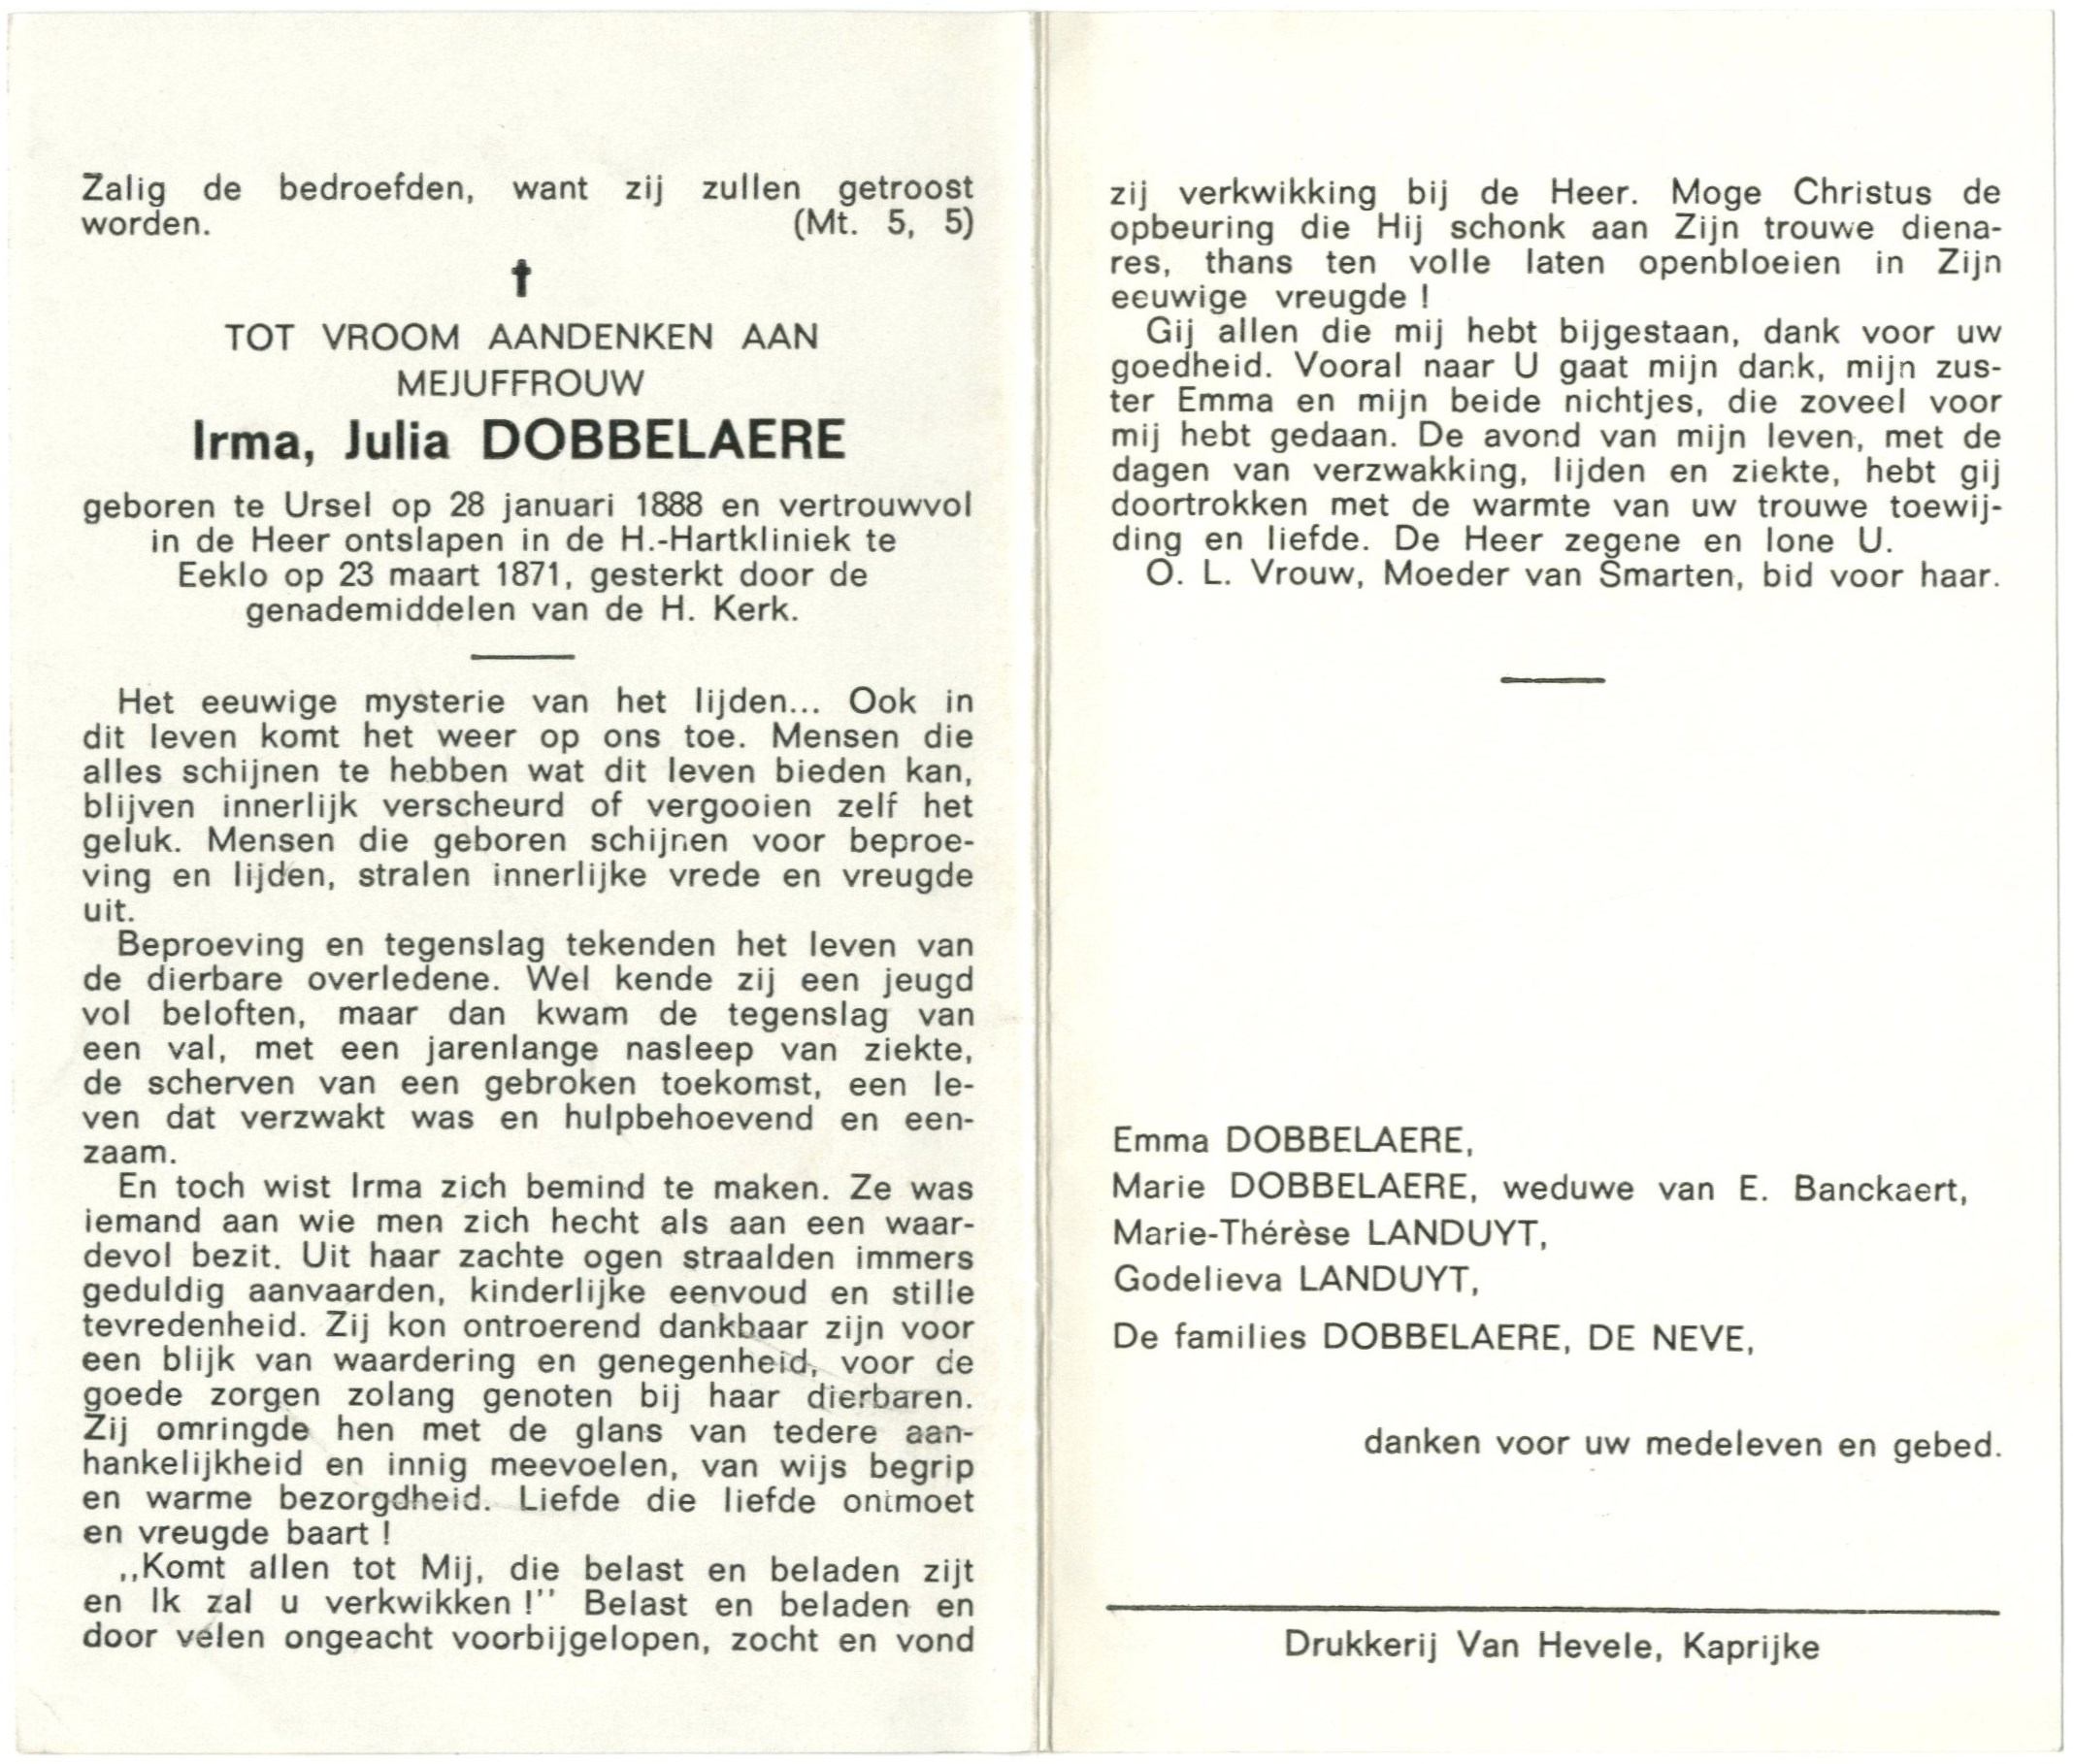 Zalig de bedroefden, want zij zullen getroost
worden. (Mt. 5, 5)
✝
TOT VROOM AANDENKEN AAN
MEJUFFROUW
Irma, Julia DOBBELAERE
geboren te Ursel op 28 januari 1888 en vertrouwvol
in de Heer ontslapen in de H.-Hartkliniek te
Eeklo op 23 maart 1871, gesterkt door de
genademiddelen van de H. Kerk.
Het eeuwige mysterie van het lijden... Ook in
dit leven komt het weer op ons toe. Mensen die
alles schijnen te hebben wat dit leven bieden kan,
blijven innerlijk verscheurd of vergooien zelf het
geluk. Mensen die geboren schijnen voor beproe-
ving en lijden, stralen innerlijke vrede en vreugde
uit.
Beproeving en tegenslag tekenden het leven van
de dierbare overledene. Wel kende zij een jeugd
vol beloften, maar dan kwam de tegenslag van
een val, met een jarenlange nasleep van ziekte,
de scherven van een gebroken toekomst, een le-
ven dat verzwakt was en hulpbehoevend en een-
zaam.
En toch wist Irma zich bemind te maken. Ze was
iemand aan wie men zich hecht als aan een waar-
devol bezit. Uit haar zachte ogen straalden immers
geduldig aanvaarden, kinderlijke eenvoud en stille
tevredenheid. Zij kon ontroerend dankbaar zijn voor
een blijk van waardering en genegenheid, voor de
goede zorgen zolang genoten bij haar dierbaren.
Zij omringde hen met de glans van tedere aan-
hankelijkheid en innig meevoelen, van wijs begrip
en warme bezorgdheid. Liefde die liefde ontmoet
en vreugde baart !
,,Komt allen tot Mij, die belast en beladen zijt
en Ik zal u verkwikken !'' Belast en beladen en
door velen ongeacht voorbijgelopen, zocht en vond
zij verkwikking bij de Heer. Moge Christus de
opbeuring die Hij schonk aan Zijn trouwe diena-
res, thans ten volle laten openbloeien in Zijn
eeuwige vreugde !
Gij allen die mij hebt bijgestaan, dank voor uw
goedheid. Vooral naar U gaat mijn dank, mijn zus-
ter Emma en mijn beide nichtjes, die zoveel voor
mij hebt gedaan. De avond van mijn leven, met de
dagen van verzwakking, lijden en ziekte, hebt gij
doortrokken met de warmte van uw trouwe toewij-
ding en liefde. De Heer zegene en lone U.
O. L. Vrouw, Moeder van Smarten, bid voor haar.
Emma DOBBELAERE,
Marie DOBBELAERE, weduwe van E. Banckaert,
Marie-Thérèse LANDUYT,
Godelieva LANDUYT,
De families DOBBELAERE, DE NEVE,
danken voor uw medeleven en gebed.
Drukkerij Van Hevele, Kaprijke